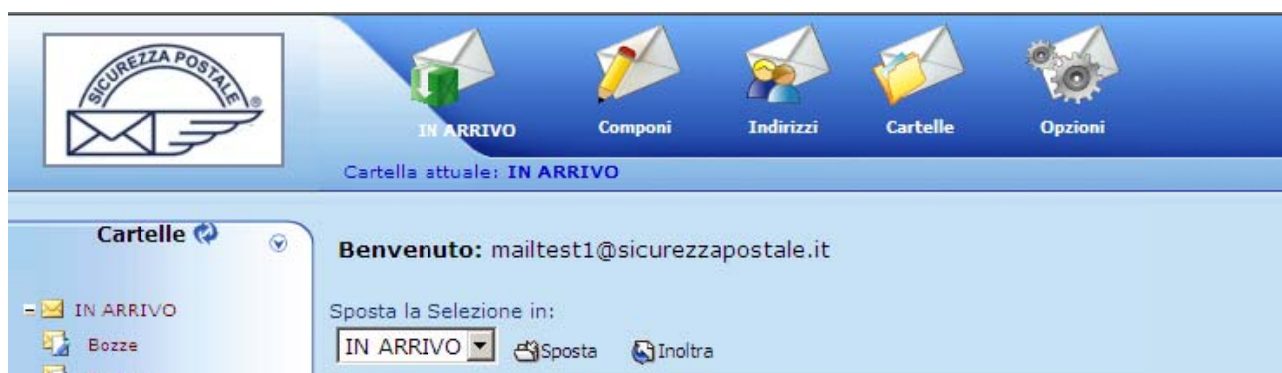 SICUREZZA POSTALE ®
IN ARRIVO
Componi
Indirizzi
Cartelle
Opzioni
Cartella attuale: IN ARRIVO
Cartelle
Benvenuto: mailtest1@sicurezzapostale.it
IN ARRIVO
Bozze
Sposta la Selezione in:
IN ARRIVO
Sposta
Inoltra